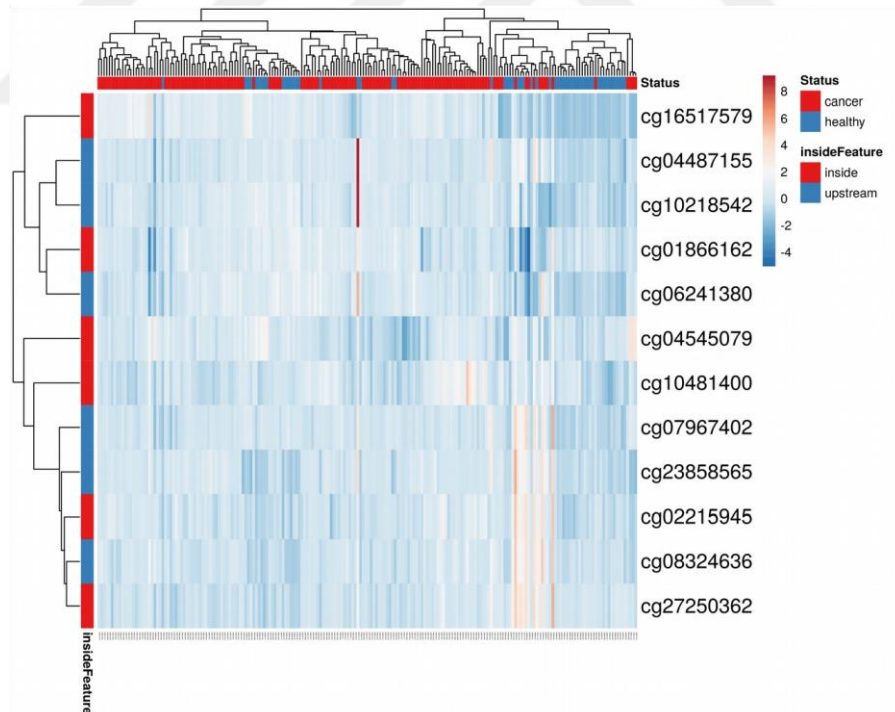 Status
cg16517579
cg04487155
cg10218542
cg01866162
cg06241380
cg04545079
cg10481400
cg07967402
cg23858565
cg02215945
cg08324636
cg27250362
insideFeature
8
6
4
2
0
-2
-4
Status
cancer
healthy
insideFeature
inside
upstream